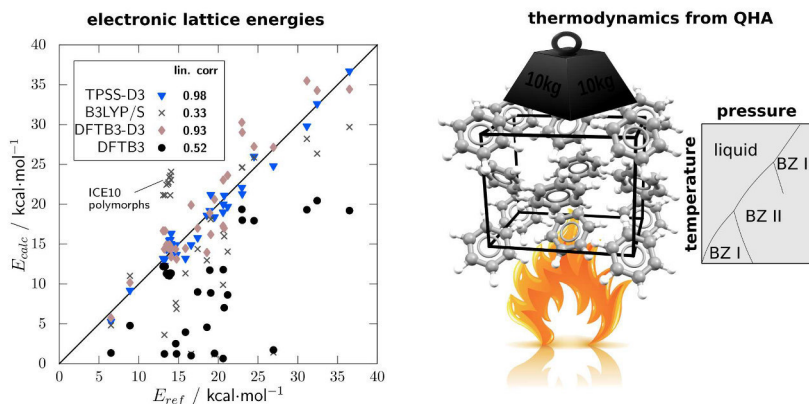 electronic lattice energies
40
35
30
25
20
15
10
5
0
E_calc / kcal·mol⁻¹
lin. corr
TPSS-D3 0.98
B3LYP/S 0.33
DFTB3-D3 0.93
DFTB3 0.52
ICE10
polymorphs
0 5 10 15 20 25 30 35 40
E_ref / kcal·mol⁻¹
thermodynamics from QHA
10kg 10kg
pressure
temperature
liquid
BZ I
BZ II
BZ I